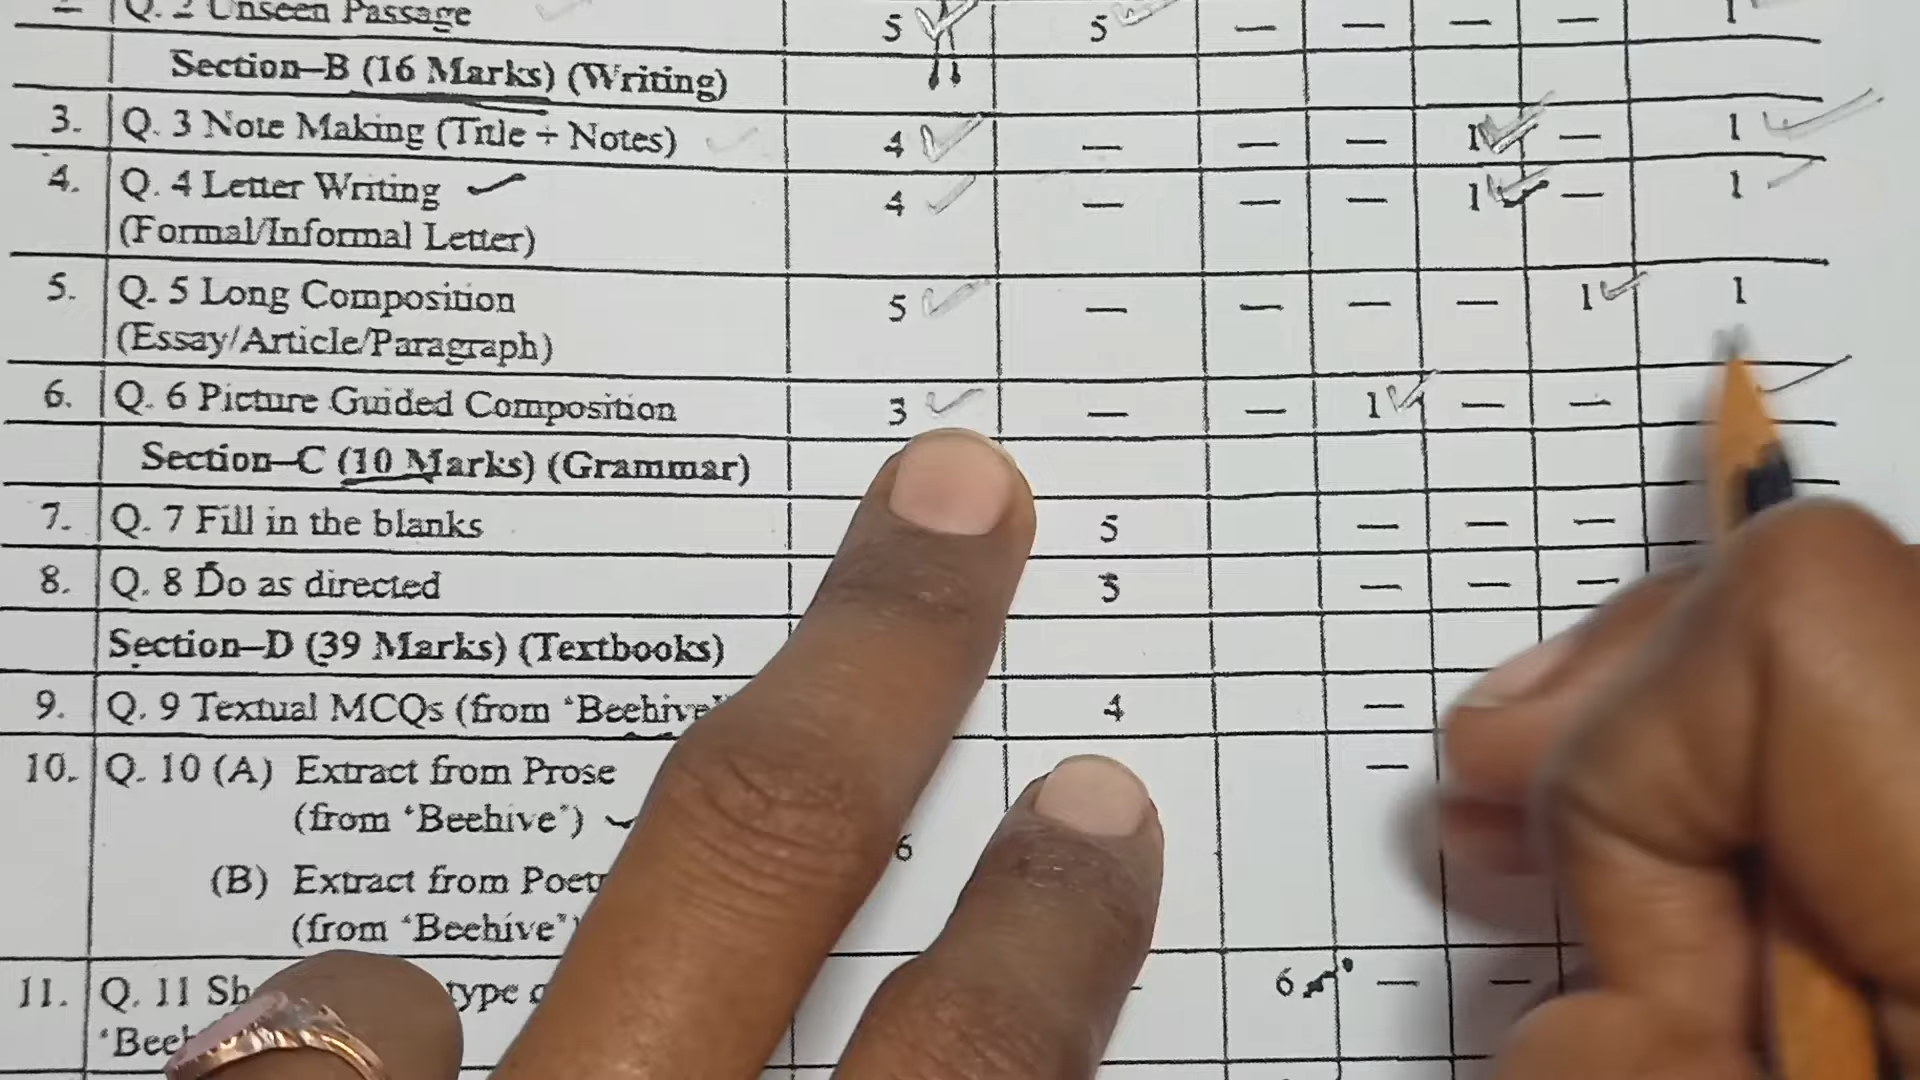 Q. 2 Unseen Passage 5 5 — — — — 1
Section–B (16 Marks) (Writing)
3. Q. 3 Note Making (Title + Notes) 4 — — — 1 — 1
4. Q. 4 Letter Writing 4 — — — 1 — 1
(Formal/Informal Letter)
5. Q. 5 Long Composition 5 — — — — 1 1
(Essay/Article/Paragraph)
6. Q. 6 Picture Guided Composition 3 — — 1 — —
Section–C (10 Marks) (Grammar)
7. Q. 7 Fill in the blanks 5 — — —
8. Q. 8 Do as directed — — —
Section–D (39 Marks) (Textbooks)
9. Q. 9 Textual MCQs (from ‘Beehive’ 4 —
10. Q. 10 (A) Extract from Prose —
(from ‘Beehive’)
6
(B) Extract from
(from ‘Beehive’)
11. Q. 11 type 6 — —